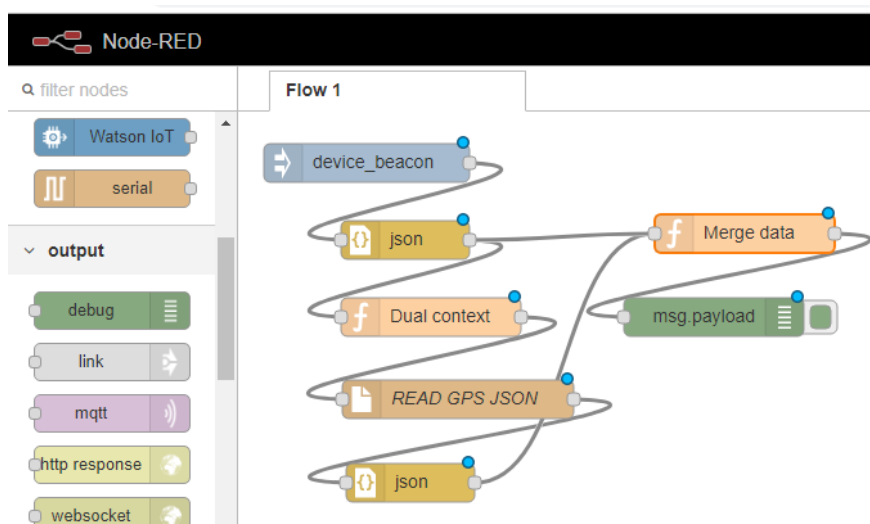 Node-RED
filter nodes
Flow 1
Watson IoT
serial
output
debug
link
mqtt
http response
websocket
device_beacon
json
Dual context
READ GPS JSON
json
Merge data
msg.payload